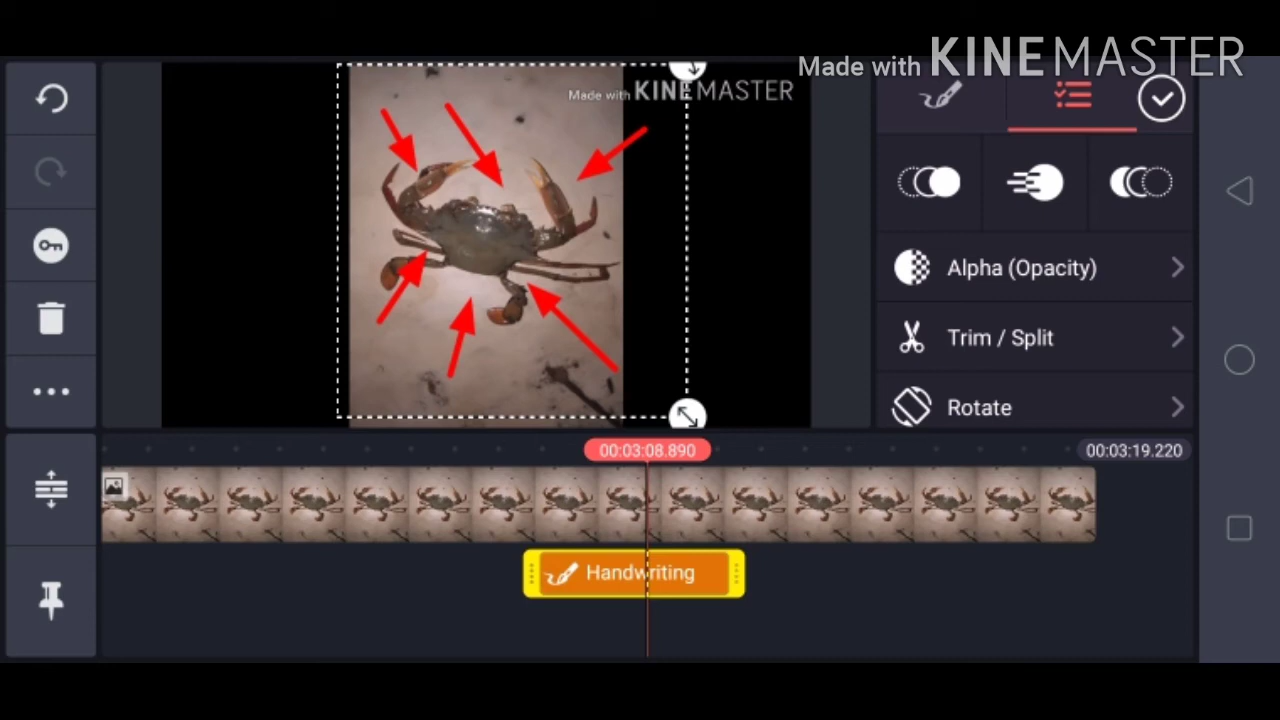 Made with KINEMASTER
Made with KINEMASTER
Alpha (Opacity)
Trim / Split
Rotate
00:03:08.890
00:03:19.220
Handwriting